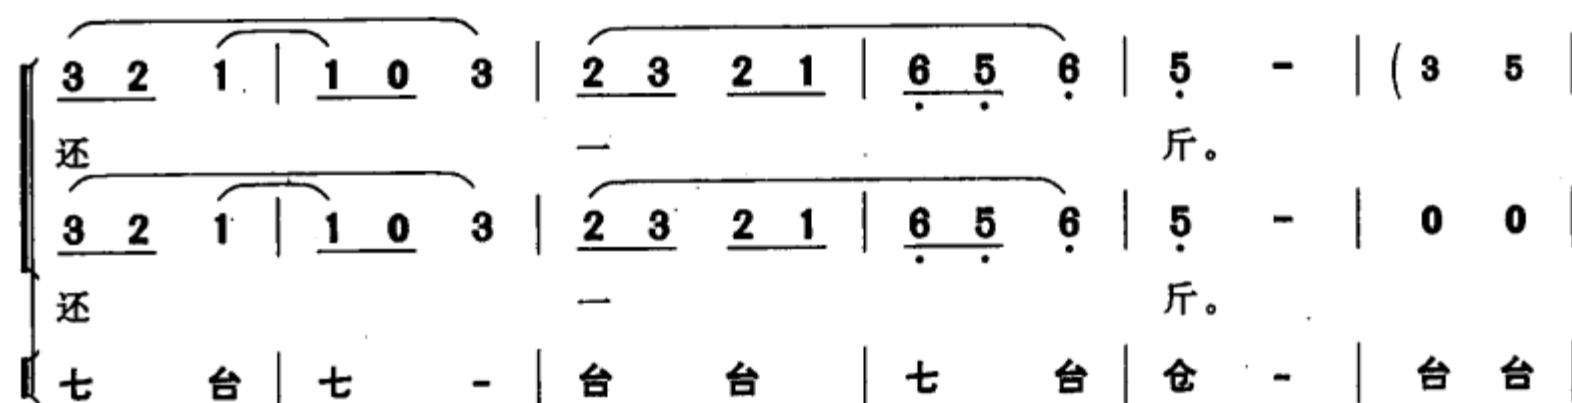 3 2 1 | 1 0 3 | 2 3 2 1 | 6 5 6 | 5 - | ( 3 5 |
还 一 斤。
3 2 1 | 1 0 3 | 2 3 2 1 | 6 5 6 | 5 - | 0 0 |
还 一 斤。
七 台 | 七 - | 台 台 | 七 台 | 仓 - | 台 台 |